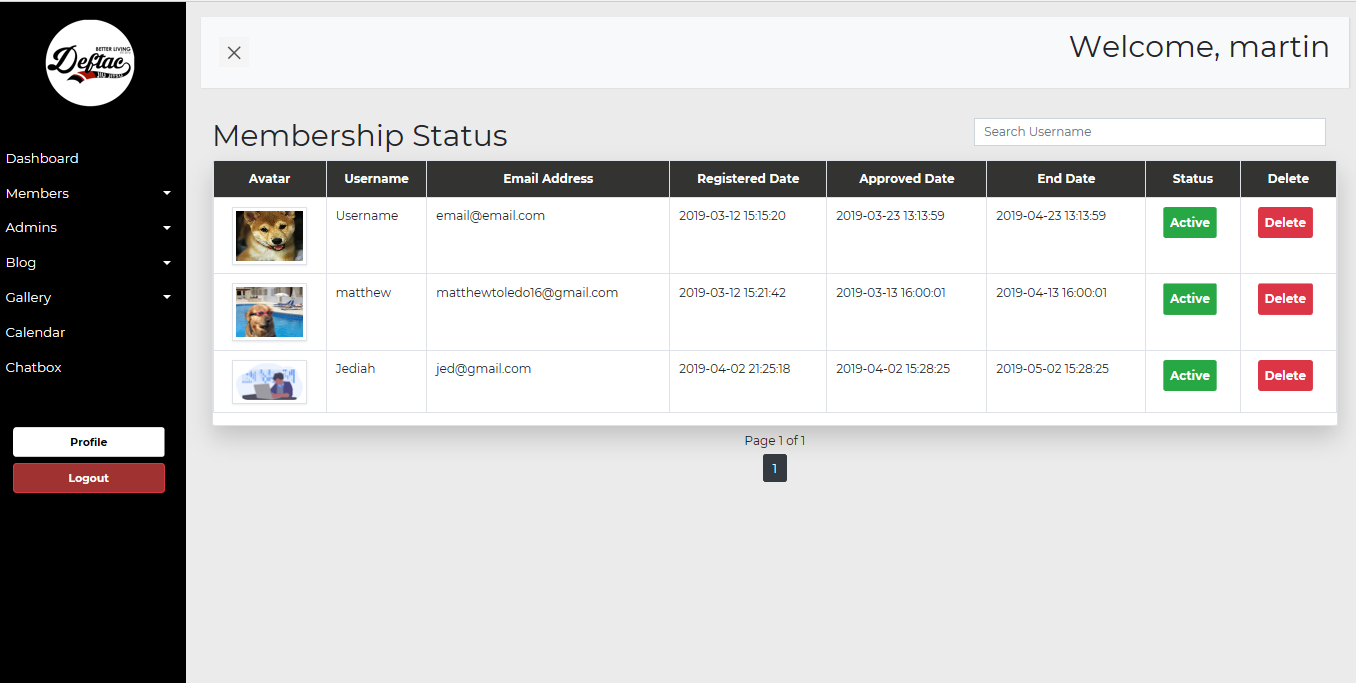 BETTER LIVING
Deftac
JIU JITSU
Dashboard
Members
Admins
Blog
Gallery
Calendar
Chatbox
Profile
Logout
Welcome, martin
Membership Status
Search Username
Avatar Username Email Address Registered Date Approved Date End Date Status Delete
Username email@email.com 2019-03-12 15:15:20 2019-03-23 13:13:59 2019-04-23 13:13:59 Active Delete
matthew matthewtoledo16@gmail.com 2019-03-12 15:21:42 2019-03-13 16:00:01 2019-04-13 16:00:01 Active Delete
Jediah jed@gmail.com 2019-04-02 21:25:18 2019-04-02 15:28:25 2019-05-02 15:28:25 Active Delete
Page 1 of 1
1